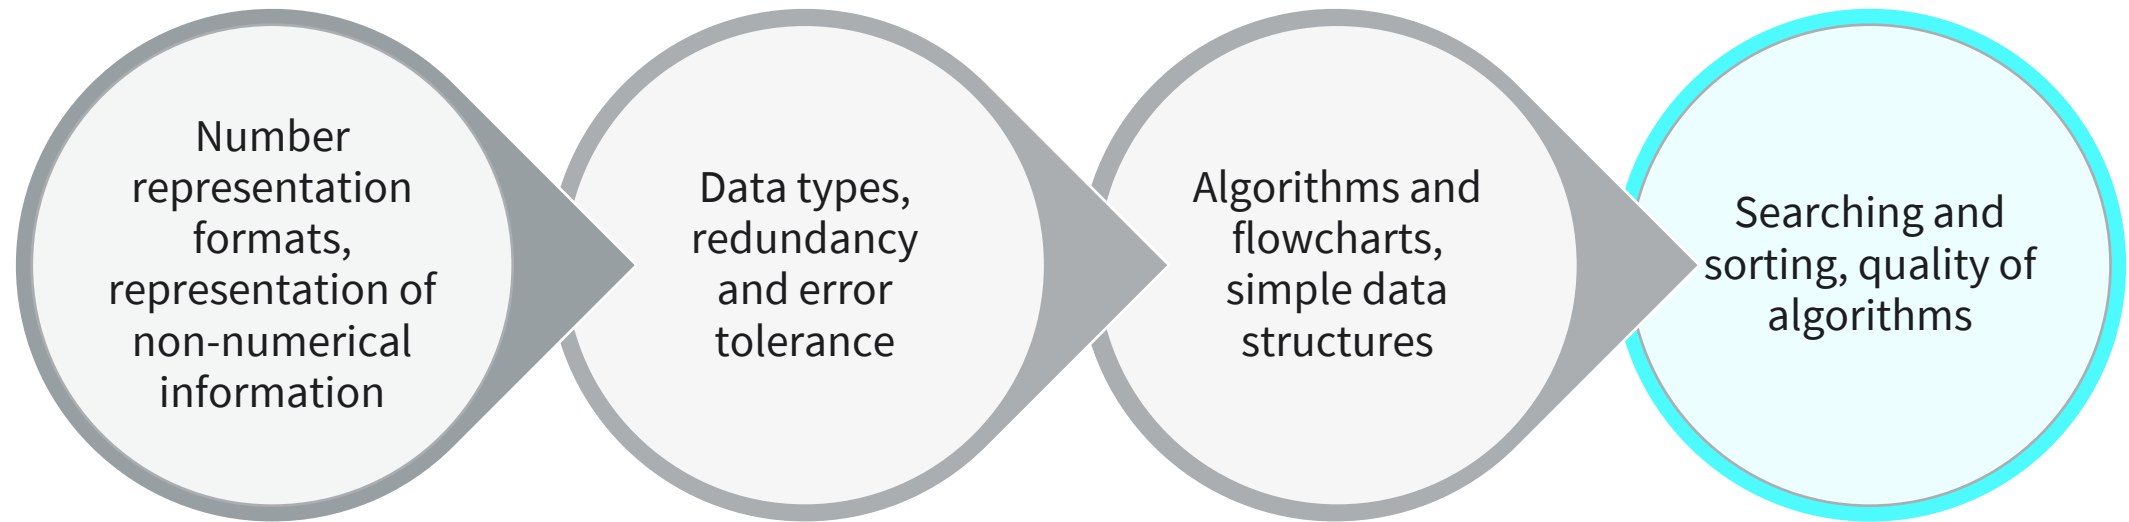 Number
representation
formats,
representation of
non-numerical
information
Data types,
redundancy
and error
tolerance
Algorithms and
flowcharts,
simple data
structures
Searching and
sorting, quality of
algorithms